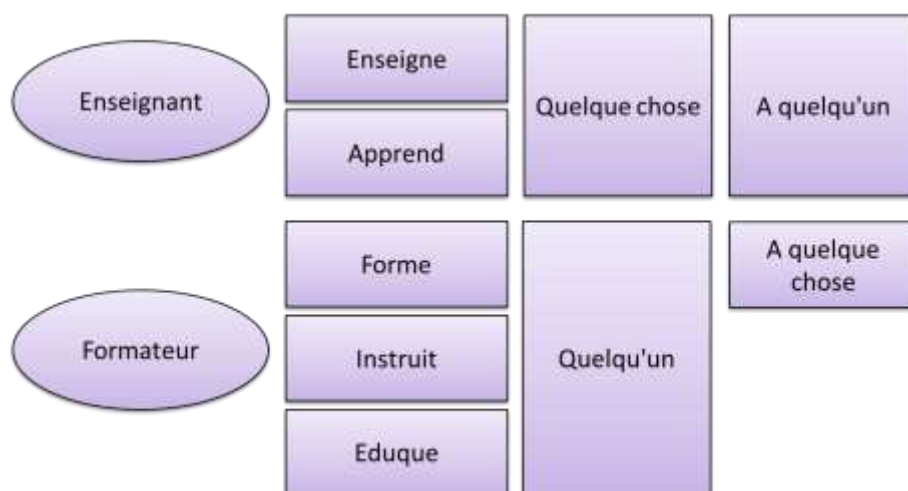 Enseignant
Enseigne
Apprend
Quelque chose
A quelqu'un
Formateur
Forme
Instruit
Eduque
Quelqu'un
A quelque
chose